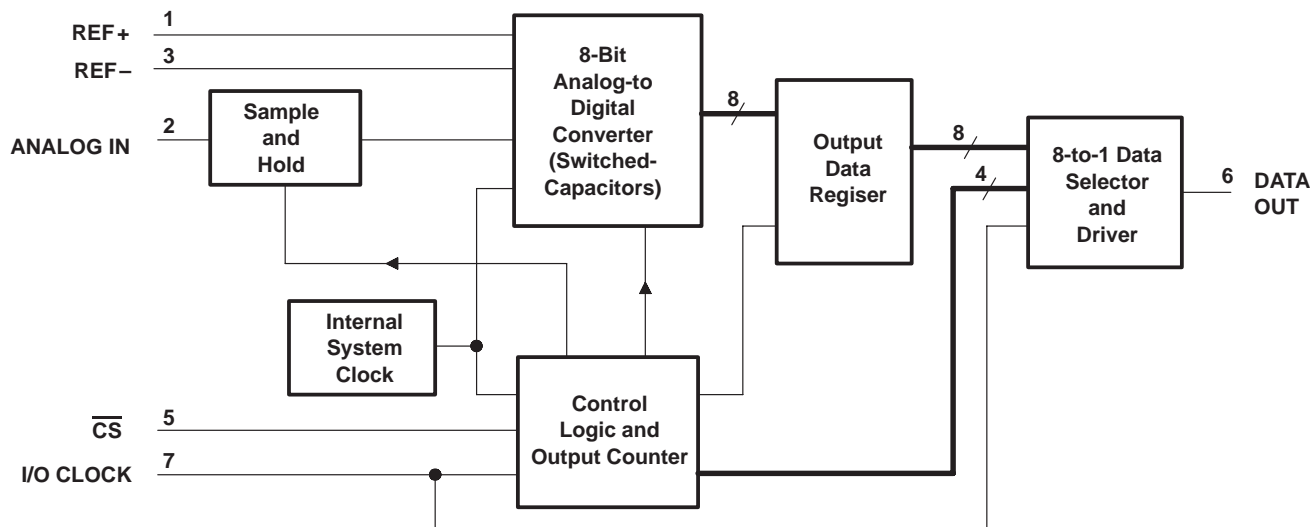 REF+
1
REF–
3
ANALOG IN
2
Sample
and
Hold
8-Bit
Analog-to
Digital
Converter
(Switched-
Capacitors)
8
Output
Data
Regiser
8
4
8-to-1 Data
Selector
and
Driver
6
DATA
OUT
Internal
System
Clock
Control
Logic and
Output Counter
CS
5
I/O CLOCK
7